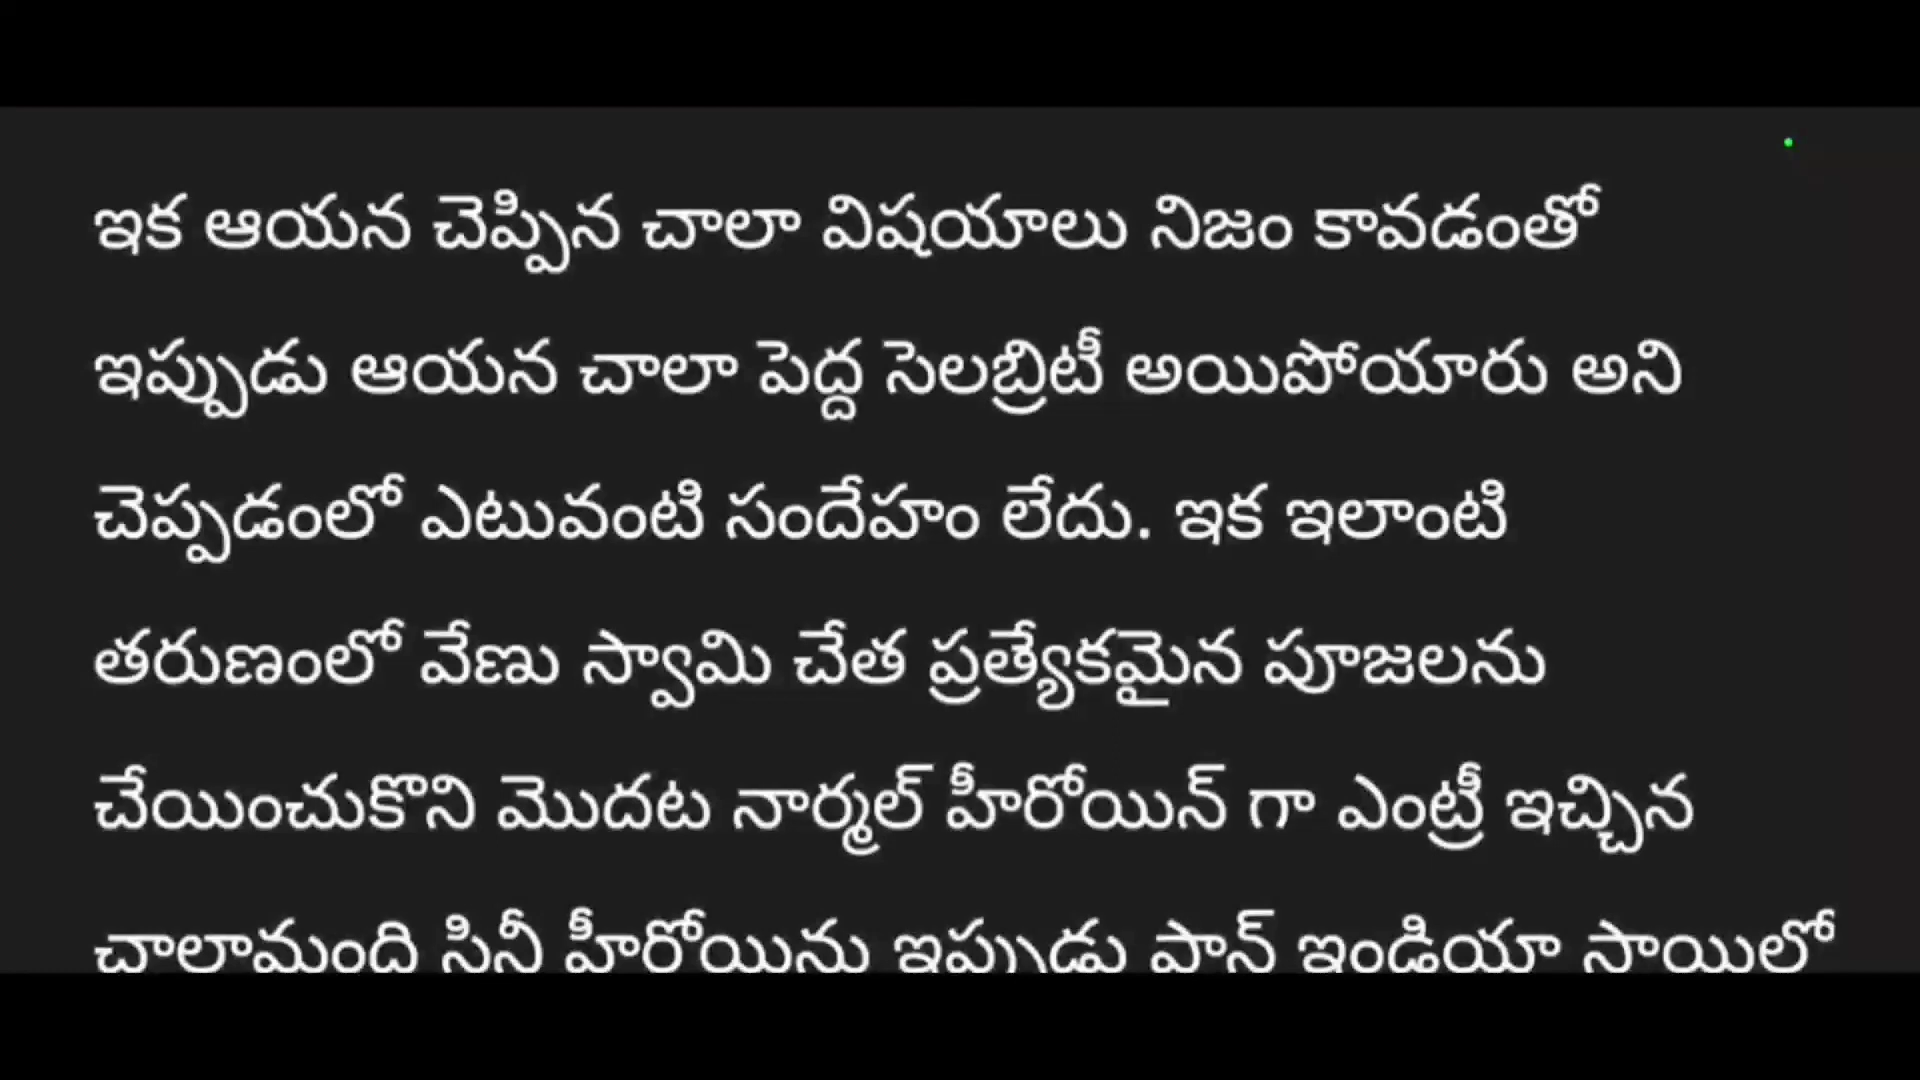 ఇక ఆయన చెప్పిన చాలా విషయాలు నిజం కావడంతో
ఇప్పుడు ఆయన చాలా పెద్ద సెలబ్రిటీ అయిపోయారు అని
చెప్పడంలో ఎటువంటి సందేహం లేదు. ఇక ఇలాంటి
తరుణంలో వేణు స్వామి చేత ప్రత్యేకమైన పూజలను
చేయించుకొని మొదట నార్మల్ హీరోయిన్ గా ఎంట్రీ ఇచ్చిన
చాలామంది సినీ హీరోయిను ఇప్పుడు పాన్ ఇండియా సాయిలో